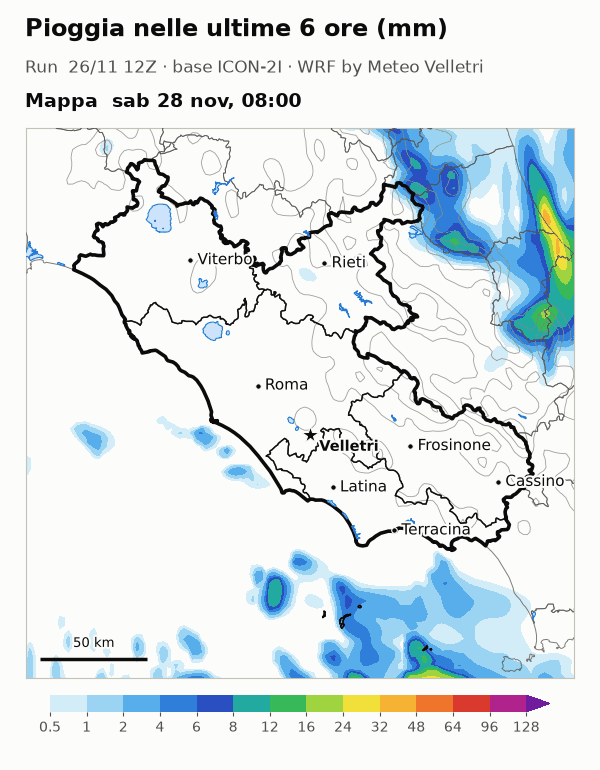 Pioggia nelle ultime 6 ore (mm)
Run  26/11 12Z · base ICON-2I · WRF by Meteo Velletri
Mappa  sab 28 nov, 08:00
Viterbo
Rieti
Roma
Velletri
Frosinone
Latina
Cassino
Terracina
50 km
0.5 1 2 4 6 8 12 16 24 32 48 64 96 128